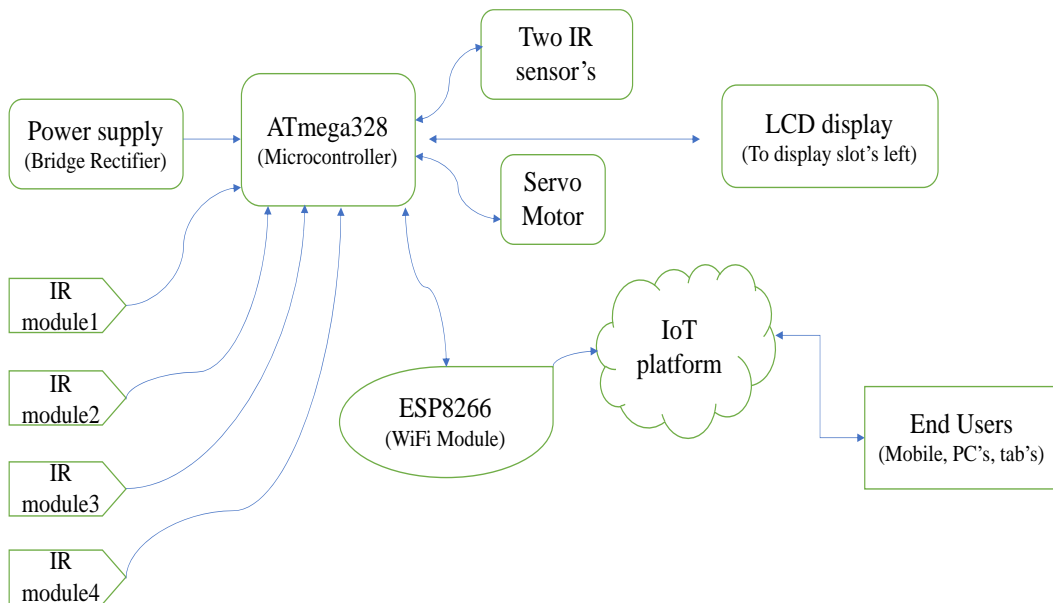 Two IR
sensor's
Power supply
(Bridge Rectifier)
ATmega328
(Microcontroller)
LCD display
(To display slot's left)
Servo
Motor
IR
module1
IR
module2
IR
module3
IR
module4
ESP8266
(WiFi Module)
IoT
platform
End Users
(Mobile, PC's, tab's)